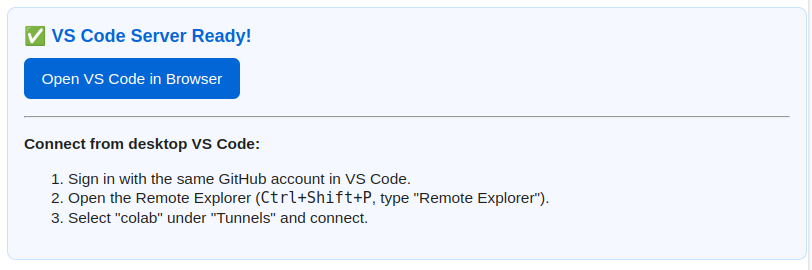 ✅ VS Code Server Ready!
Open VS Code in Browser
Connect from desktop VS Code:
1. Sign in with the same GitHub account in VS Code.
2. Open the Remote Explorer (Ctrl+Shift+P, type "Remote Explorer").
3. Select "colab" under "Tunnels" and connect.